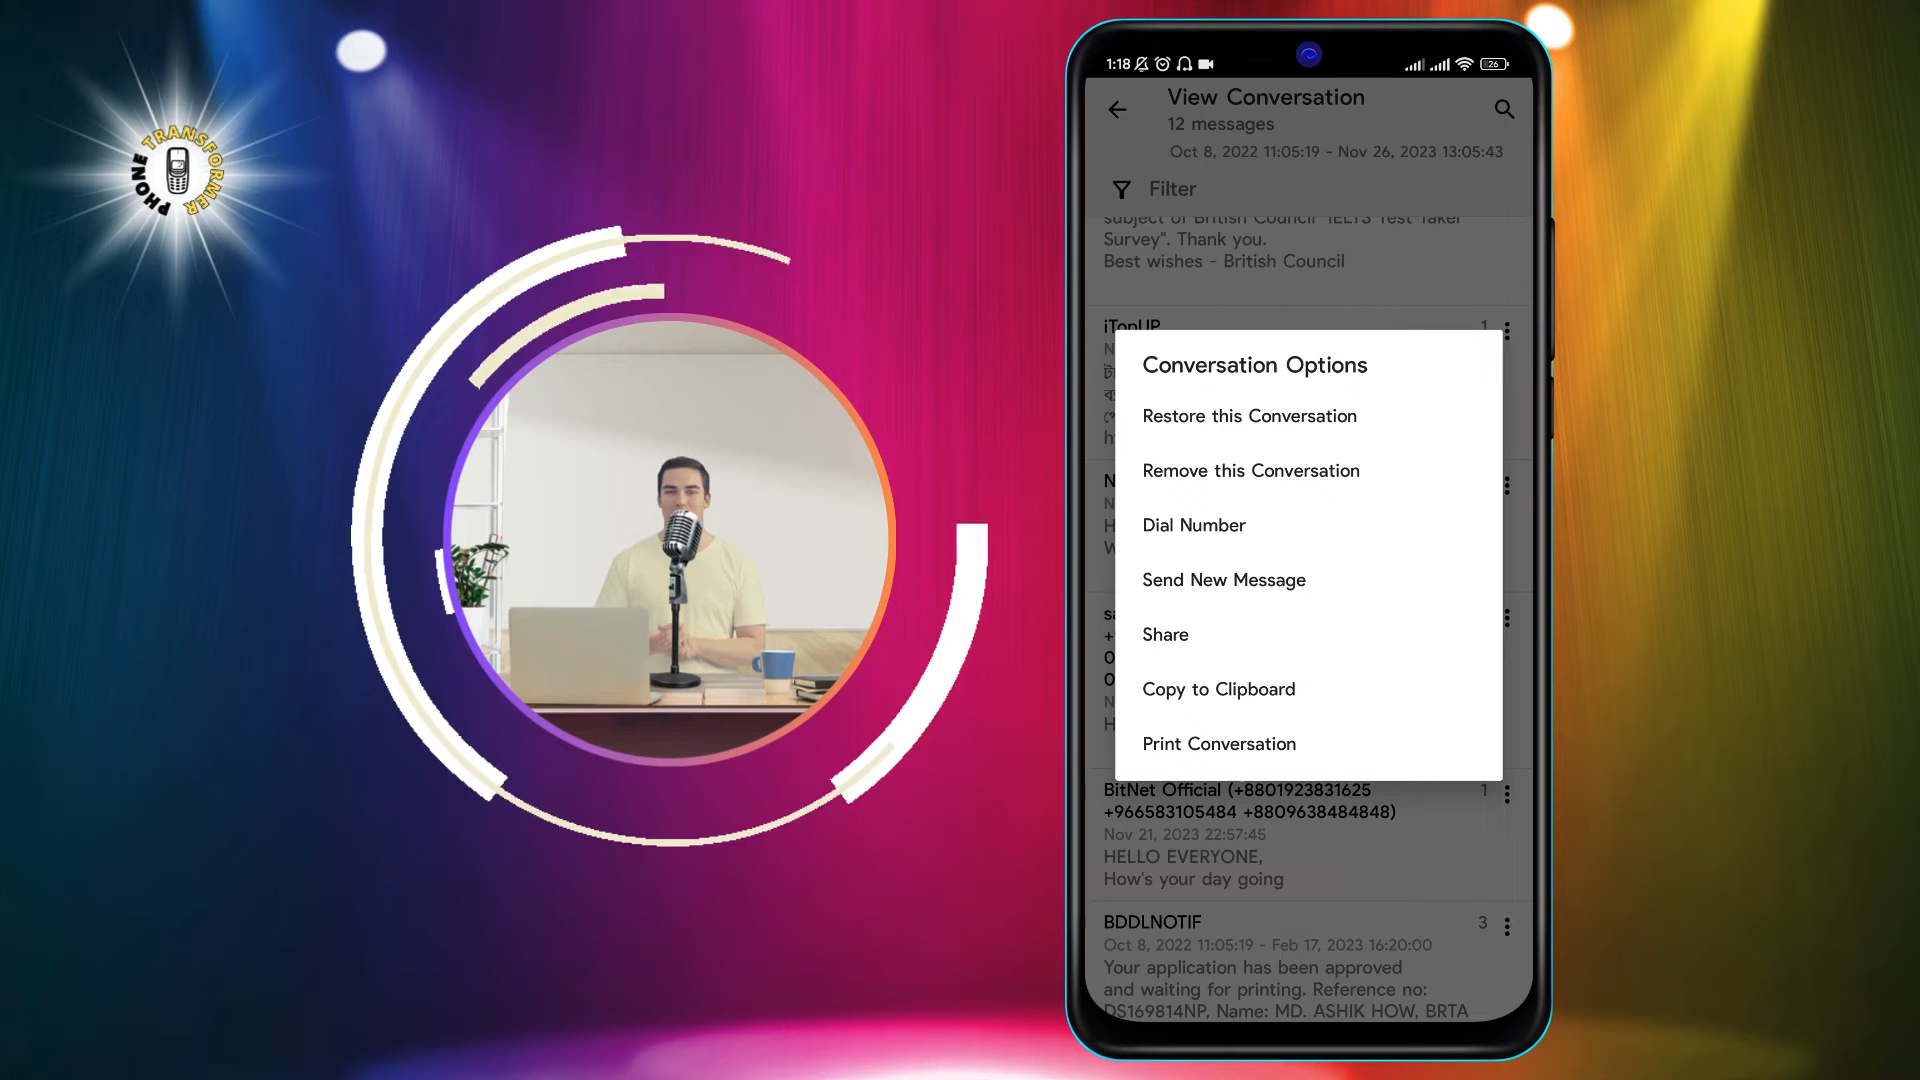 PHONE TRANSFORMER
1:18
26
View Conversation
12 messages
Oct 8, 2022 11:05:19 - Nov 26, 2023 13:05:43
Filter
subject of British Council "IELTS Test Taker
Survey". Thank you.
Best wishes - British Council
iTopUP 1
Conversation Options
Restore this Conversation
Remove this Conversation
Dial Number
Send New Message
Share
Copy to Clipboard
Print Conversation
BitNet Official (+8801923831625 1
+966583105484 +8809638484848)
Nov 21, 2023 22:57:45
HELLO EVERYONE,
How's your day going
BDDLNOTIF 3
Oct 8, 2022 11:05:19 - Feb 17, 2023 16:20:00
Your application has been approved
and waiting for printing. Reference no:
DS169814NP, Name: MD. ASHIK HOW, BRTA